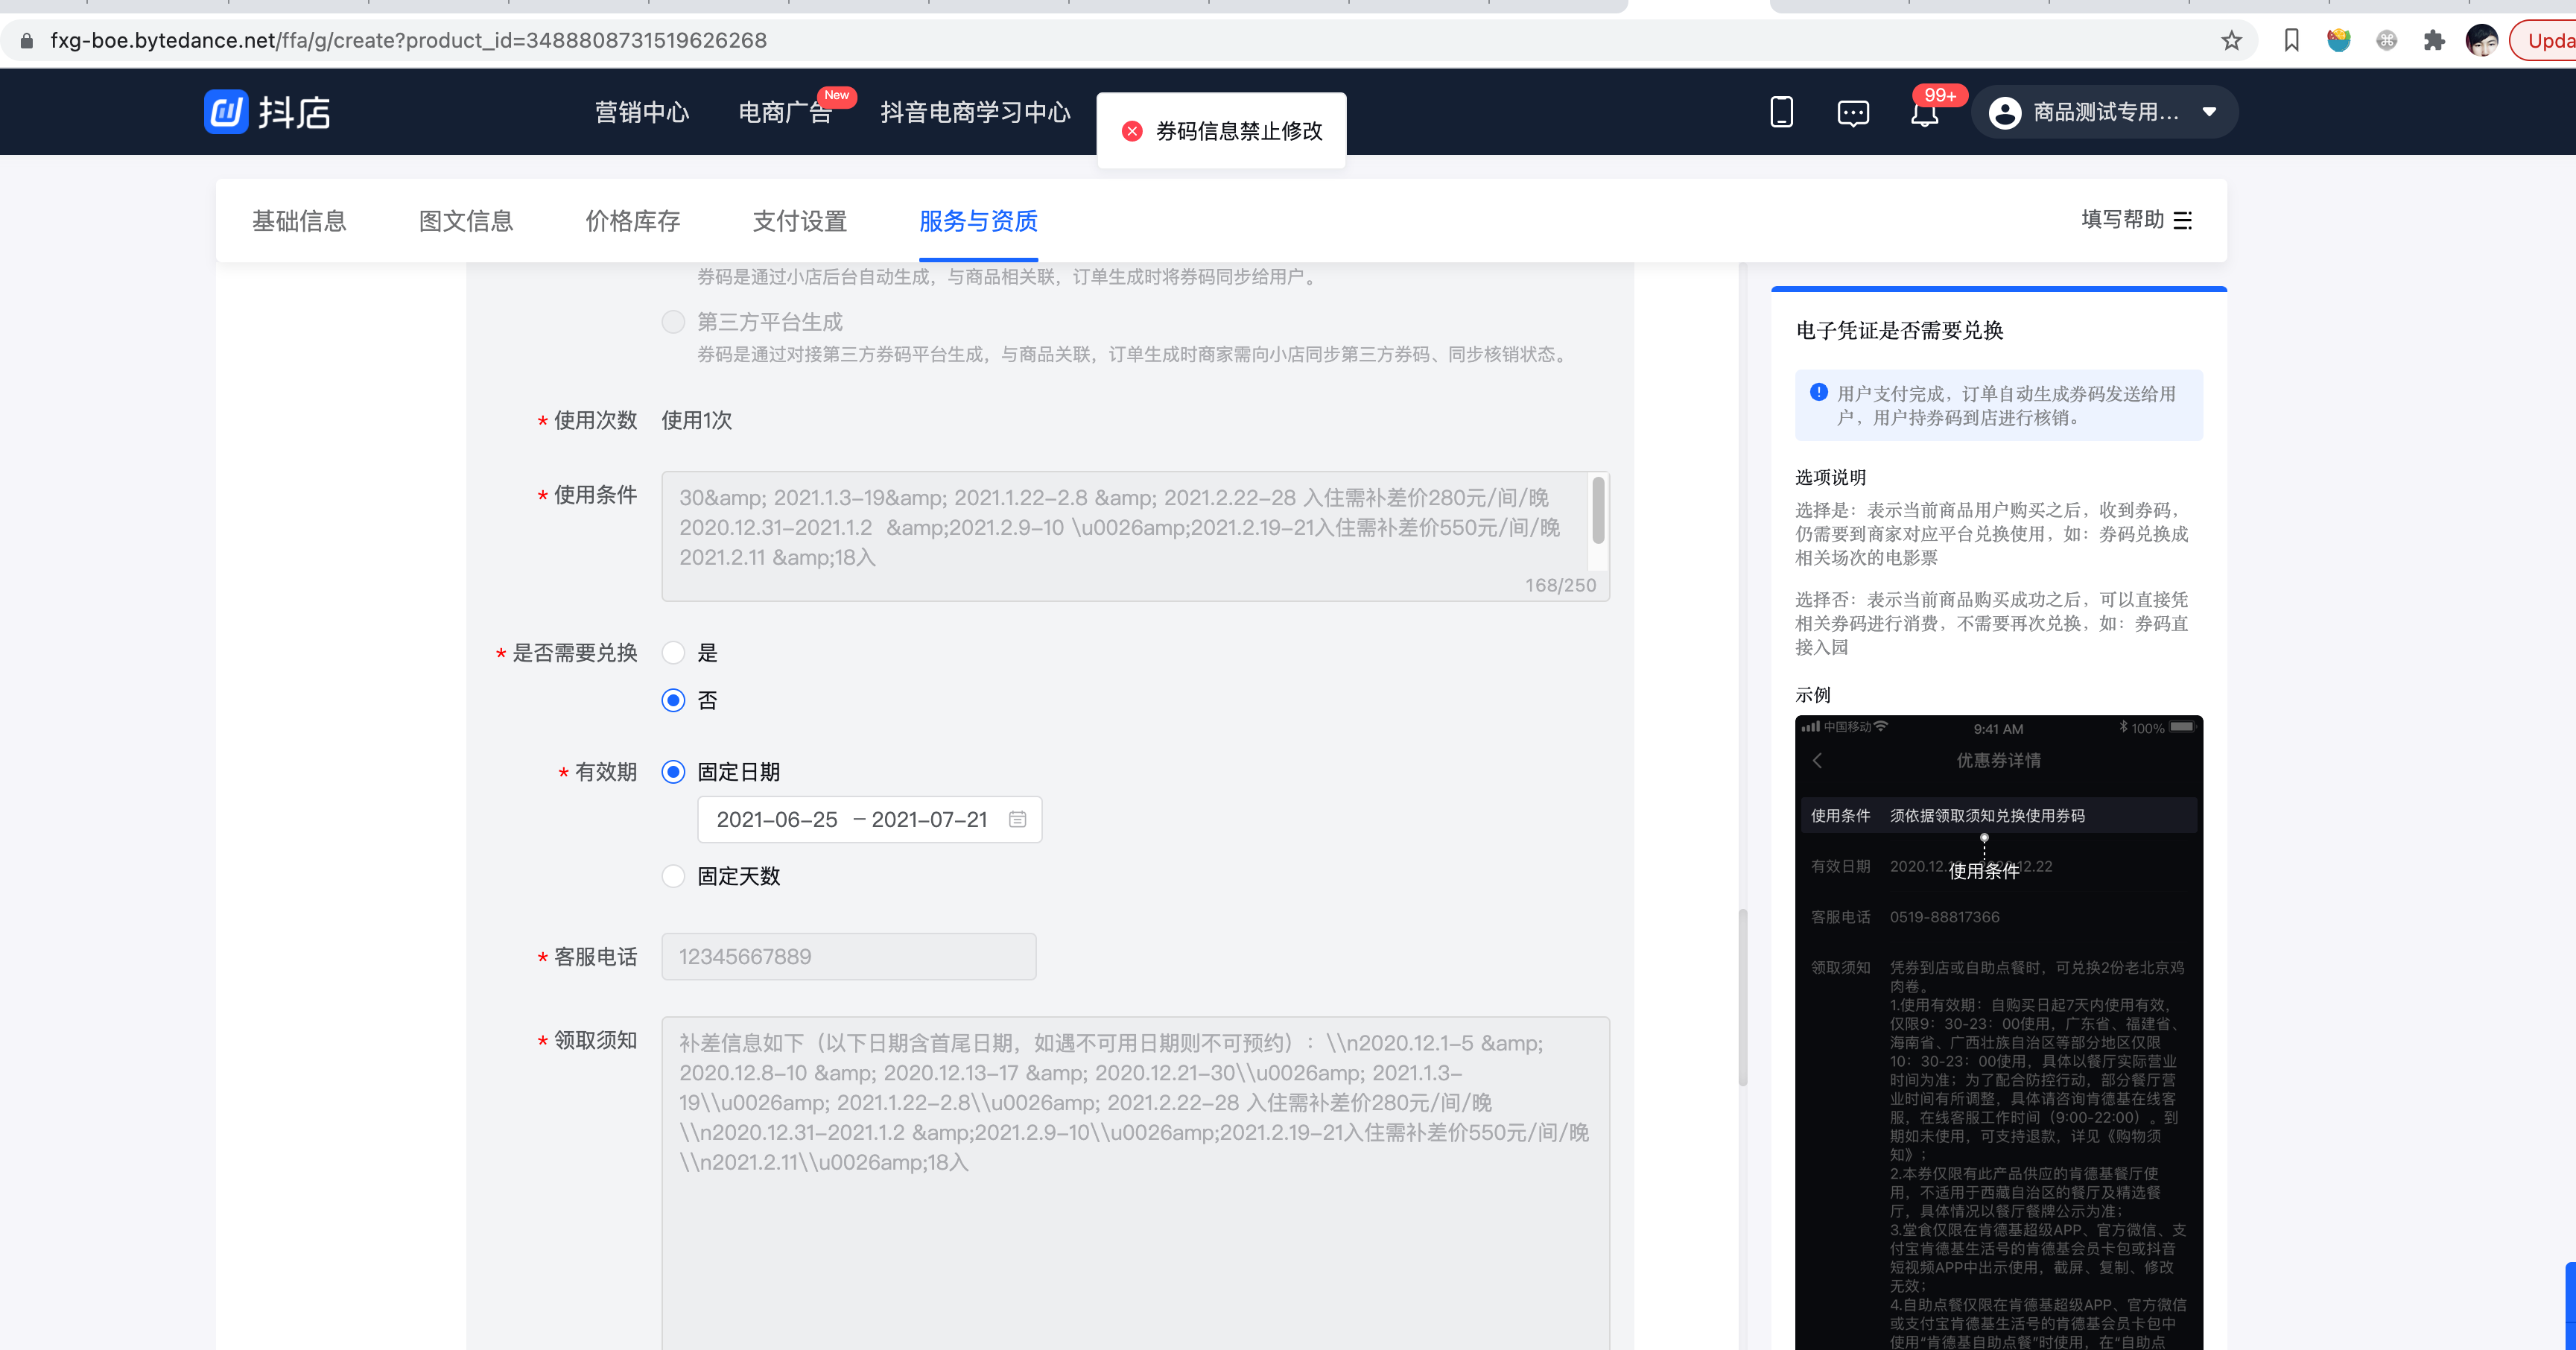 fxg-boe.bytedance.net/ffa/g/create?product_id=3488808731519626268
抖店
营销中心
电商广告
New
抖音电商学习中心
券码信息禁止修改
99+
商品测试专用...
基础信息
图文信息
价格库存
支付设置
服务与资质
填写帮助
券码是通过小店后台自动生成，与商品相关联，订单生成时将券码同步给用户。
第三方平台生成
券码是通过对接第三方券码平台生成，与商品关联，订单生成时商家需向小店同步第三方券码、同步核销状态。
* 使用次数 使用1次
* 使用条件
30&amp; 2021.1.3-19&amp; 2021.1.22-2.8 &amp; 2021.2.22-28 入住需补差价280元/间/晚
2020.12.31-2021.1.2  &amp;2021.2.9-10 \u0026amp;2021.2.19-21入住需补差价550元/间/晚
2021.2.11 &amp;18入
168/250
* 是否需要兑换 是
否
* 有效期 固定日期
2021-06-25 - 2021-07-21
固定天数
* 客服电话 12345667889
* 领取须知
补差信息如下（以下日期含首尾日期，如遇不可用日期则不可预约）：\\n2020.12.1-5 &amp;
2020.12.8-10 &amp; 2020.12.13-17 &amp; 2020.12.21-30\\u0026amp; 2021.1.3-
19\\u0026amp; 2021.1.22-2.8\\u0026amp; 2021.2.22-28 入住需补差价280元/间/晚
\\n2020.12.31-2021.1.2 &amp;2021.2.9-10\\u0026amp;2021.2.19-21入住需补差价550元/间/晚
\\n2021.2.11\\u0026amp;18入
电子凭证是否需要兑换
用户支付完成，订单自动生成券码发送给用
户，用户持券码到店进行核销。
选项说明
选择是：表示当前商品用户购买之后，收到券码，
仍需要到商家对应平台兑换使用，如：券码兑换成
相关场次的电影票
选择否：表示当前商品购买成功之后，可以直接凭
相关券码进行消费，不需要再次兑换，如：券码直
接入园
示例
中国移动 9:41 AM 100%
优惠券详情
使用条件 须依据领取须知兑换使用券码
有效日期 2020.12.1 12.22
使用条件
客服电话 0519-88817366
领取须知 凭券到店或自助点餐时，可兑换2份老北京鸡
肉卷。
1.使用有效期：自购买日起7天内使用有效，
仅限9：30-23：00使用，广东省、福建省、
海南省、广西壮族自治区等部分地区仅限
10：30-23：00使用，具体以餐厅实际营业
时间为准；为了配合防控行动，部分餐厅营
业时间有所调整，具体请咨询肯德基在线客
服，在线客服工作时间（9:00-22:00）。到
期如未使用，可支持退款，详见《购物须
知》；
2.本券仅限有此产品供应的肯德基餐厅使
用，不适用于西藏自治区的餐厅及精选餐
厅，具体情况以餐厅餐牌公示为准；
3.堂食仅限在肯德基超级APP、官方微信、支
付宝肯德基生活号的肯德基会员卡包或抖音
短视频APP中出示使用，截屏、复制、修改
无效；
4.自助点餐仅限在肯德基超级APP、官方微信
或支付宝肯德基生活号的肯德基会员卡包中
使用“肯德基自助点餐”时使用，在“自助点
Upda